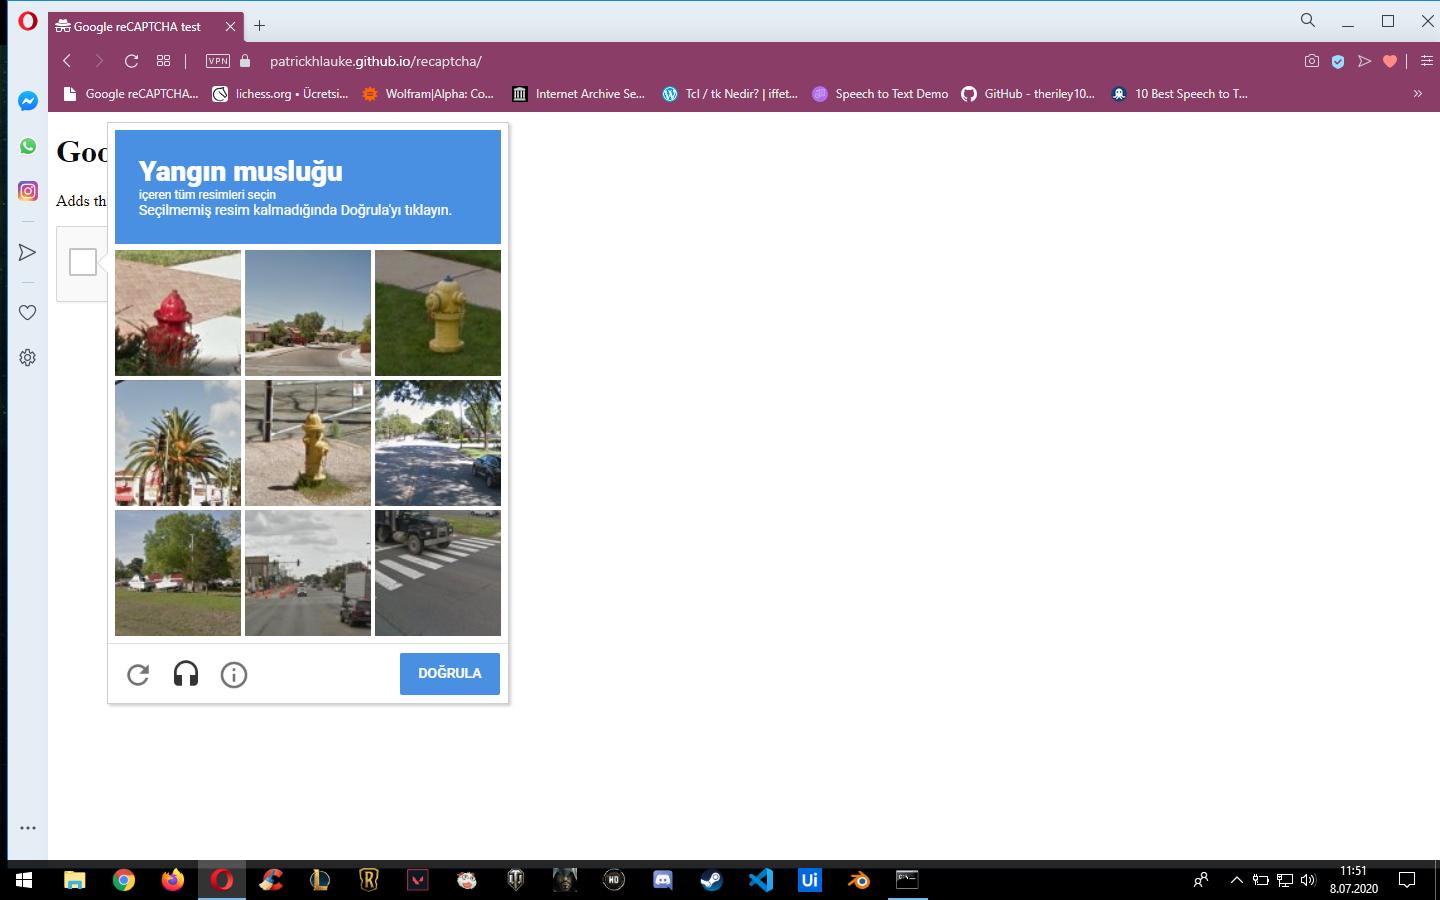 Google reCAPTCHA test
VPN
patrickhlauke.github.io/recaptcha/
Google reCAPTCHA...
lichess.org • Ücretsi...
Wolfram|Alpha: Co...
Internet Archive Se...
Tcl / tk Nedir? | iffet...
Speech to Text Demo
GitHub - theriley10...
10 Best Speech to T...
»
Goo
Adds th
Yangın musluğu
içeren tüm resimleri seçin
Seçilmemiş resim kalmadığında Doğrula'yı tıklayın.
DOĞRULA
Ui
11:51
8.07.2020